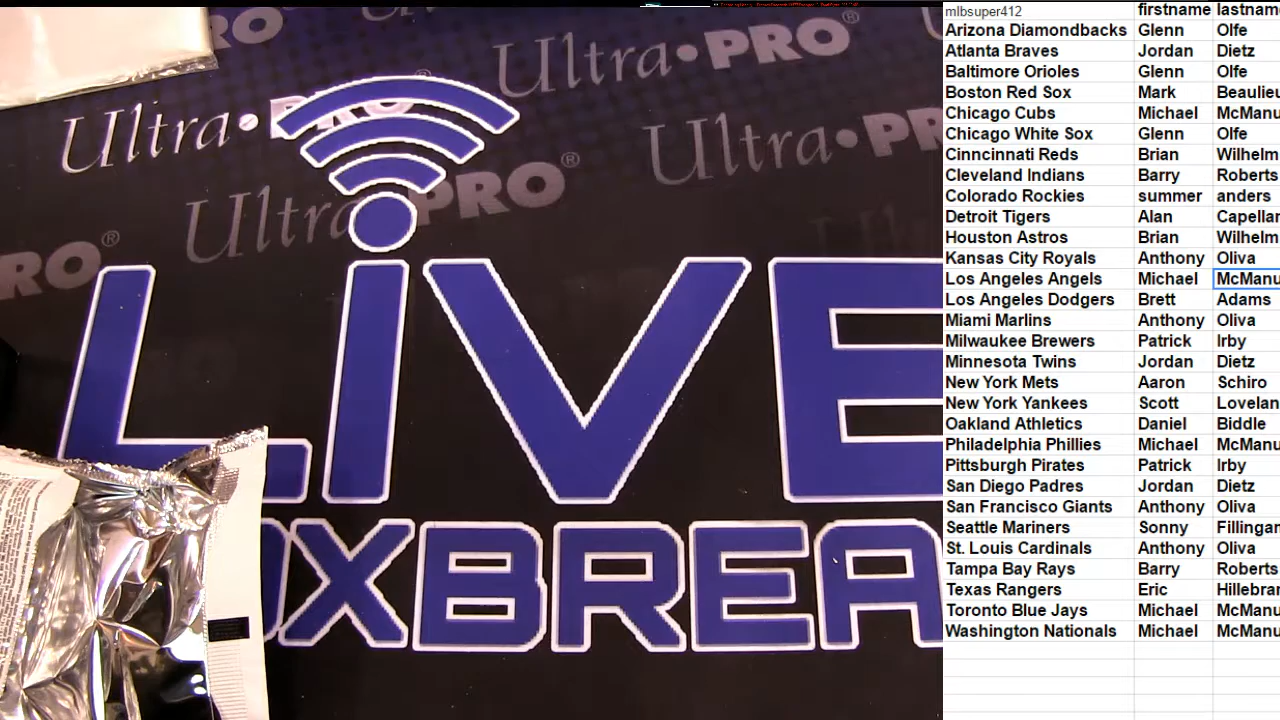 Ultra•PRO®
Ultra•PRO
Ultra•PRO®
Ultra•PR
Ultra PRO®
RO®
LiVE
XBREA
mlbsuper412 firstname lastname
Arizona Diamondbacks Glenn Olfe
Atlanta Braves Jordan Dietz
Baltimore Orioles Glenn Olfe
Boston Red Sox Mark Beaulieu
Chicago Cubs Michael McManu
Chicago White Sox Glenn Olfe
Cinncinnati Reds Brian Wilhelm
Cleveland Indians Barry Roberts
Colorado Rockies summer anders
Detroit Tigers Alan Capellar
Houston Astros Brian Wilhelm
Kansas City Royals Anthony Oliva
Los Angeles Angels Michael McManu
Los Angeles Dodgers Brett Adams
Miami Marlins Anthony Oliva
Milwaukee Brewers Patrick Irby
Minnesota Twins Jordan Dietz
New York Mets Aaron Schiro
New York Yankees Scott Lovelan
Oakland Athletics Daniel Biddle
Philadelphia Phillies Michael McManu
Pittsburgh Pirates Patrick Irby
San Diego Padres Jordan Dietz
San Francisco Giants Anthony Oliva
Seattle Mariners Sonny Fillingan
St. Louis Cardinals Anthony Oliva
Tampa Bay Rays Barry Roberts
Texas Rangers Eric Hillebran
Toronto Blue Jays Michael McManu
Washington Nationals Michael McManu